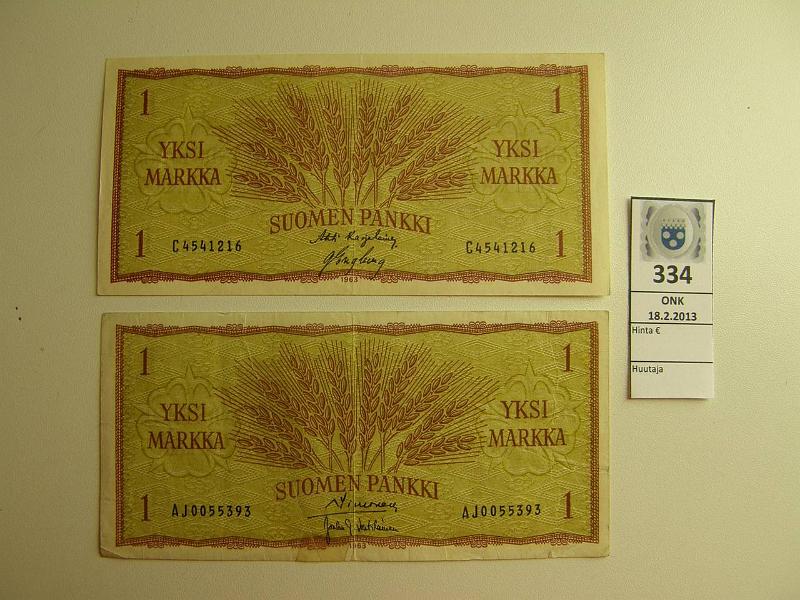 1 1
YKSI YKSI
MARKKA MARKKA
SUOMEN PANKKI
1 C4541216 C4541216 1
1963
1 1
YKSI YKSI
MARKKA MARKKA
SUOMEN PANKKI
1 AJ0055393 AJ0055393 1
1963
334
ONK
18.2.2013
Hinta €
Huutaja